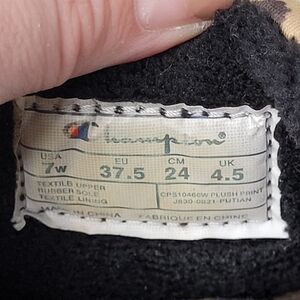 Champion
USA EU CM UK
7W 37.5 24 4.5
TEXTILE UPPER
RUBBER SOLE
TEXTILE LINING
CPS10466W PLUSH PRINT
J830-0821-PUTIAN
MADE IN CHINA FABRIQUE EN CHINE